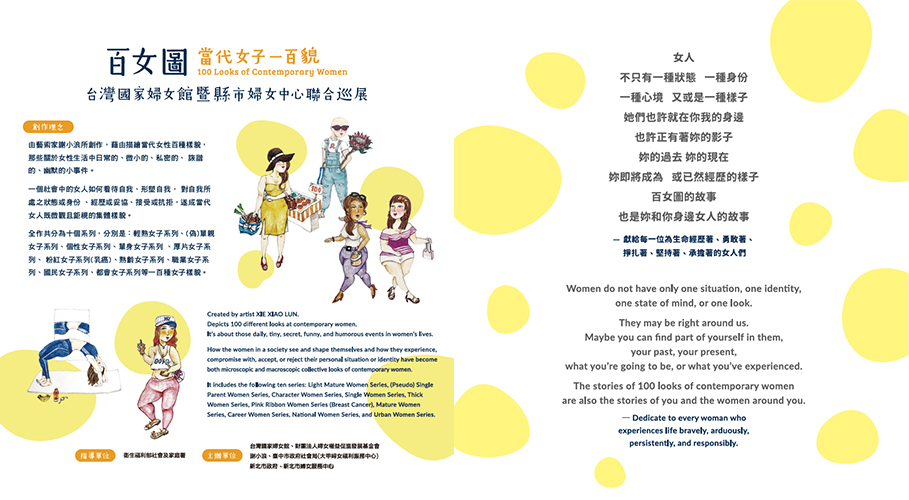 百女圖
當代女子一百貌
100 Looks of Contemporary Women
台灣國家婦女館暨縣市婦女中心聯合巡展
創作理念
由藝術家謝小浪所創作，藉由描繪當代女性百種樣貌，
那些關於女性生活中日常的、微小的、私密的、詼諧
的、幽默的小事件。
一個社會中的女人如何看待自我、形塑自我，對自我所
處之狀態或身份、經歷或妥協、接受或抗拒，遂成當代
女人既微觀且鉅視的集體樣貌。
全作共分為十個系列，分別是：輕熟女子系列、(偽)單親
女子系列、個性女子系列、單身女子系列、厚片女子系
列、粉紅女子系列(乳癌)、熟齡女子系列、職業女子系
列、國民女子系列、都會女子系列等一百種女子樣貌。
Created by artist XIE XIAO LUN.
Depicts 100 different looks at contemporary women.
It's about those daily, tiny, secret, funny, and humorous events in women's lives.
How the women in a society see and shape themselves and how they experience,
compromise with, accept, or reject their personal situation or identity have become
both microscopic and macroscopic collective looks of contemporary women.
It includes the following ten series: Light Mature Women Series, (Pseudo) Single
Parent Women Series, Character Women Series, Single Women Series, Thick
Women Series, Pink Ribbon Women Series (Breast Cancer), Mature Women
Series, Career Women Series, National Women Series, and Urban Women Series.
指導單位
衛生福利部社會及家庭署
主辦單位
台灣國家婦女館、財團法人婦女權益促進發展基金會
謝小浪、臺中市政府社會局(大甲婦女福利服務中心)
新北市政府、新北市婦女服務中心
女人
不只有一種狀態 一種身份
一種心境 又或是一種樣子
她們也許就在你我的身邊
也許正有著妳的影子
妳的過去 妳的現在
妳即將成為 或已然經歷的樣子
百女圖的故事
也是妳和你身邊女人的故事
— 獻給每一位為生命經歷著、勇敢著、
掙扎著、堅持著、承擔著的女人們
Women do not have only one situation, one identity,
one state of mind, or one look.
They may be right around us.
Maybe you can find part of yourself in them,
your past, your present,
what you're going to be, or what you've experienced.
The stories of 100 looks of contemporary women
are also the stories of you and the women around you.
— Dedicate to every woman who
experiences life bravely, arduously,
persistently, and responsibly.